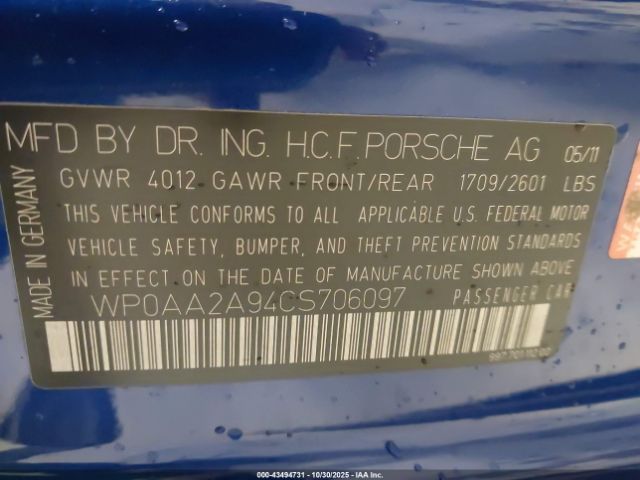 MFD BY DR. ING. H.C.F. PORSCHE AG 05/11
GVWR 4012 GAWR FRONT/REAR 1709/2601 LBS
THIS VEHICLE CONFORMS TO ALL APPLICABLE U.S. FEDERAL MOTOR
VEHICLE SAFETY, BUMPER, AND THEFT PREVENTION STANDARDS
IN EFFECT ON THE DATE OF MANUFACTURE SHOWN ABOVE
WP0AA2A94CS706097 PASSENGER CAR
MADE IN GERMANY
000-43494731 - 10/30/2025 - IAA Inc.